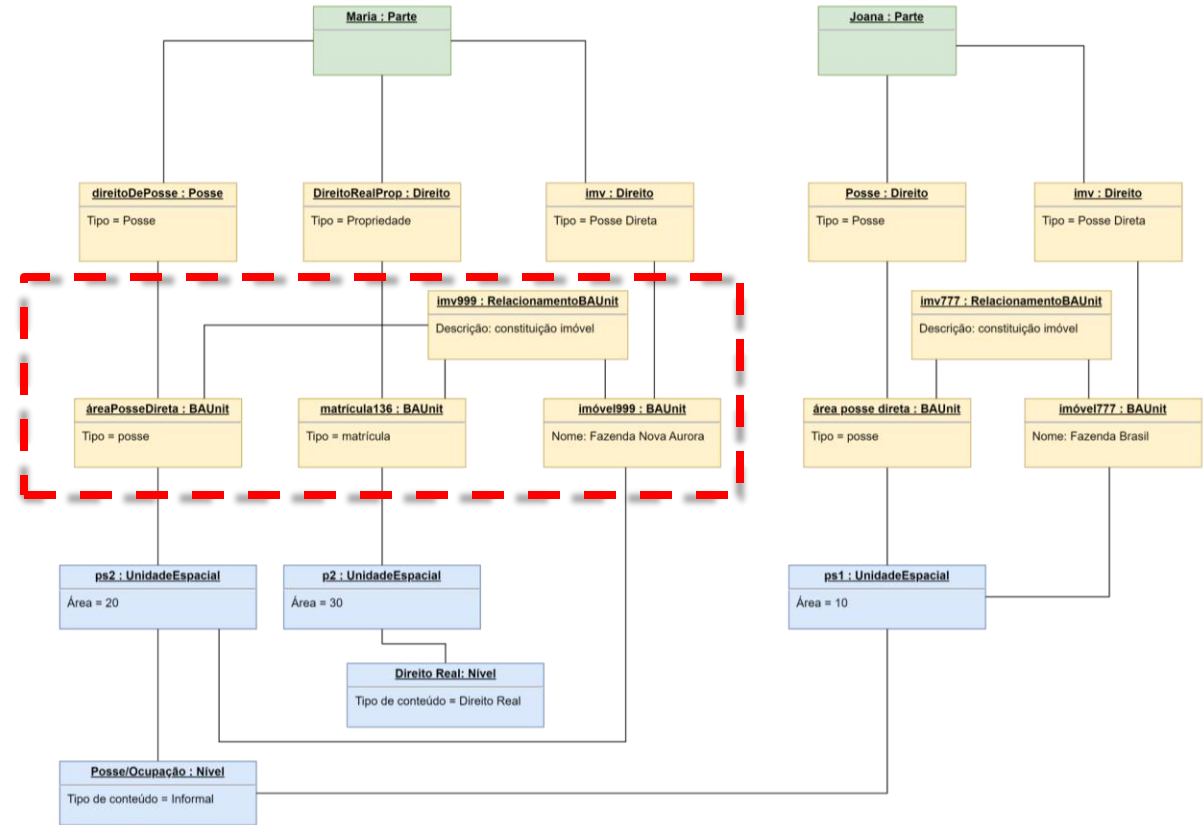 Maria : Parte
Joana : Parte
direitoDePosse : Posse
Tipo = Posse
DireitoRealProp : Direito
Tipo = Propriedade
imv : Direito
Tipo = Posse Direta
Posse : Direito
Tipo = Posse
imv : Direito
Tipo = Posse Direta
imv999 : RelacionamentoBAUnit
Descrição: constituição imóvel
imv777 : RelacionamentoBAUnit
Descrição: constituição imóvel
áreaPosseDireta : BAUnit
Tipo = posse
matrícula136 : BAUnit
Tipo = matrícula
imóvel999 : BAUnit
Nome: Fazenda Nova Aurora
área posse direta : BAUnit
Tipo = posse
imóvel777 : BAUnit
Nome: Fazenda Brasil
ps2 : UnidadeEspacial
Área = 20
p2 : UnidadeEspacial
Área = 30
ps1 : UnidadeEspacial
Área = 10
Direito Real: Nível
Tipo de conteúdo = Direito Real
Posse/Ocupação : Nível
Tipo de conteúdo = Informal